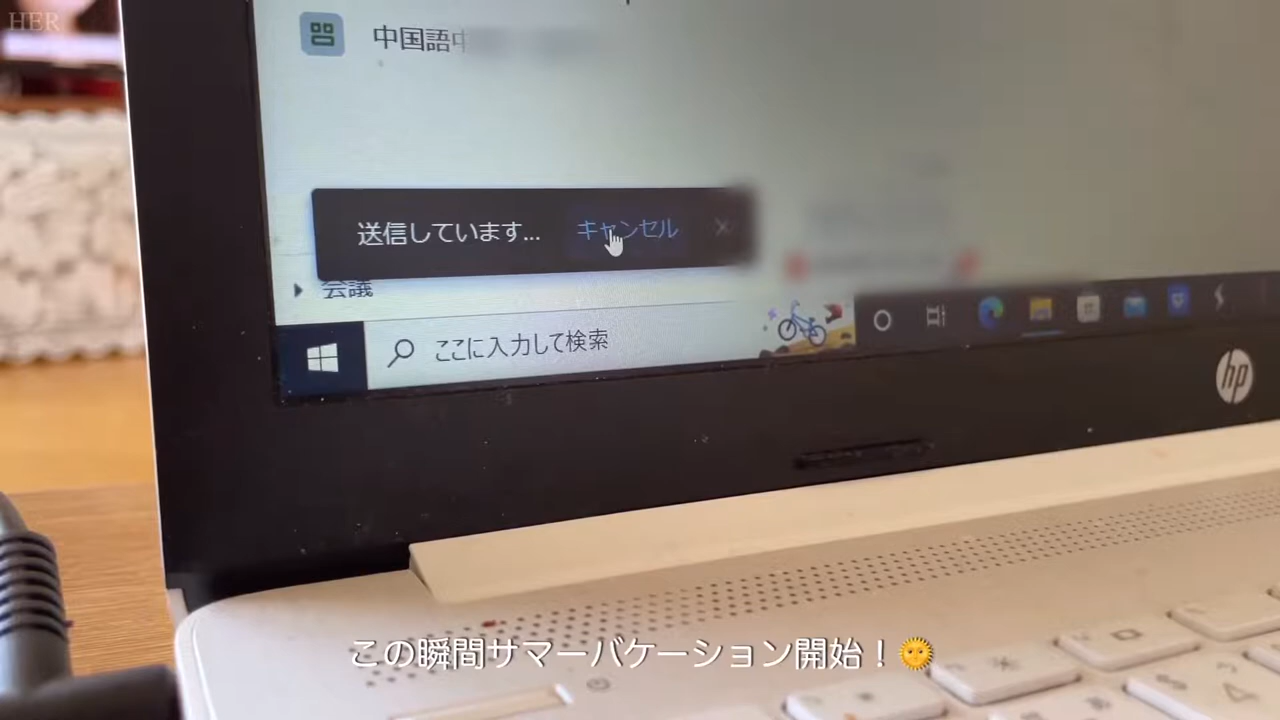 HER
中国語
送信しています... キャンセル ×
会議
ここに入力して検索
hp
この瞬間サマーバケーション開始！🌞